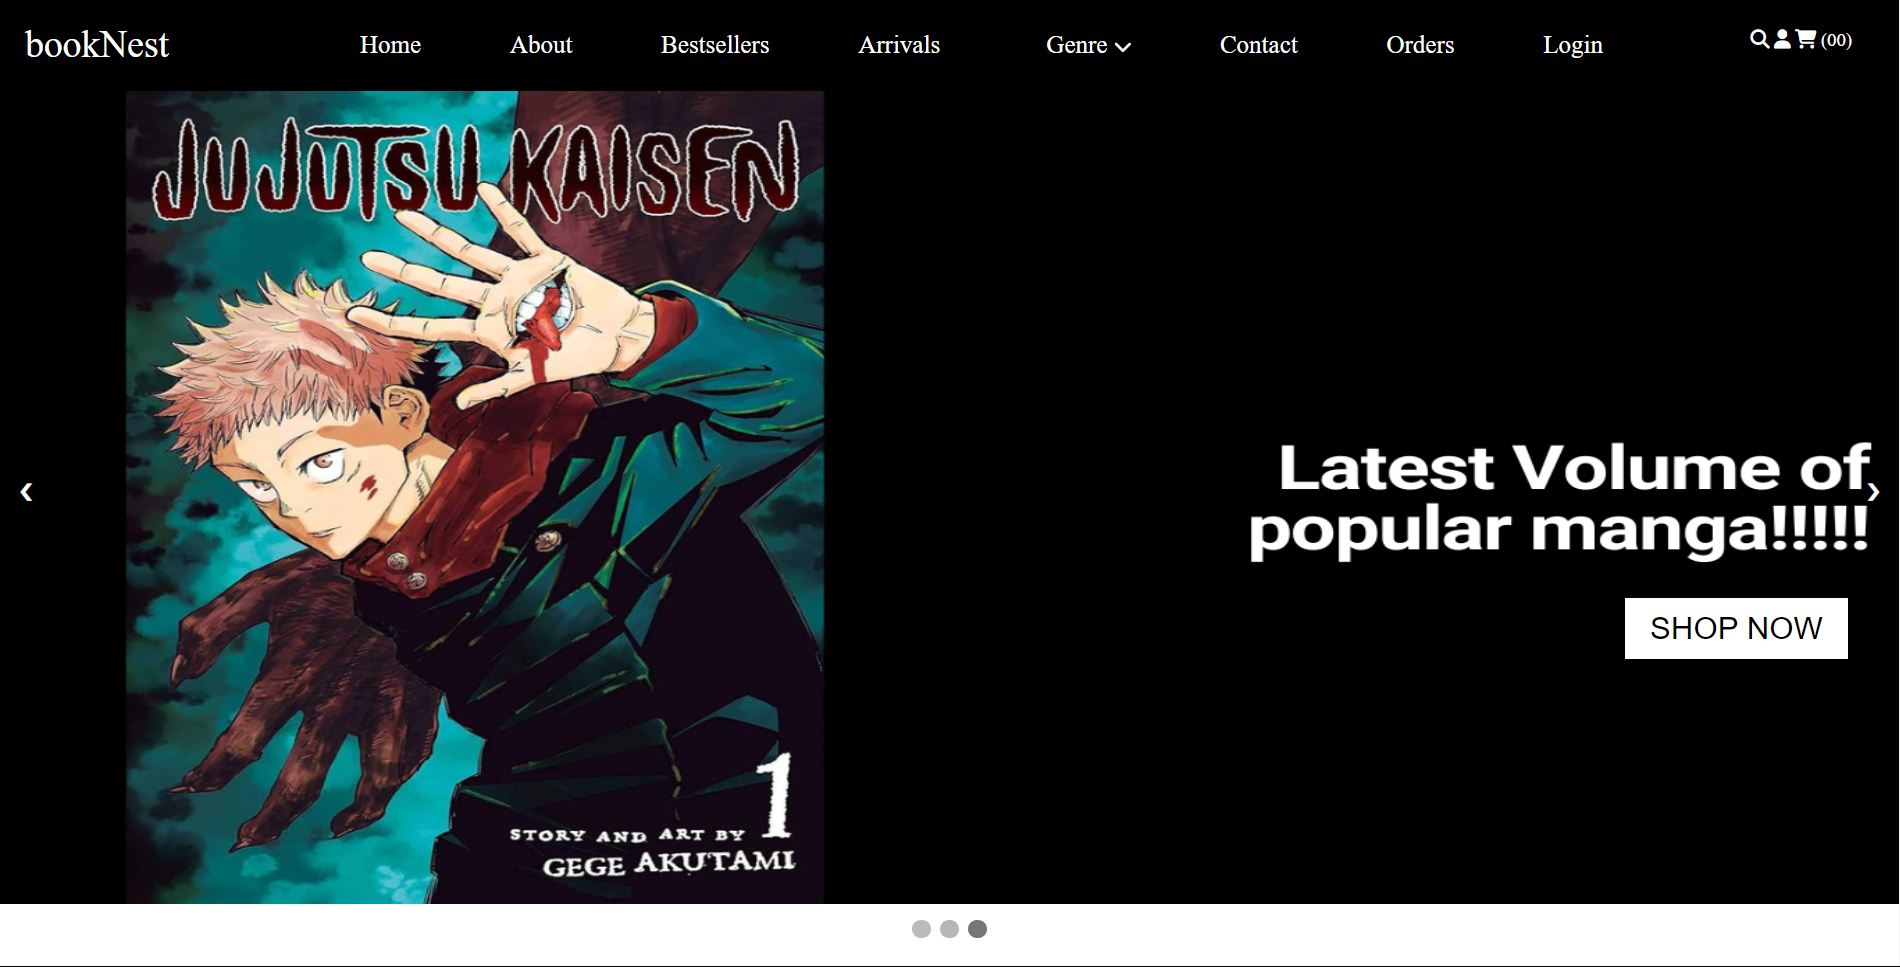 bookNest
Home
About
Bestsellers
Arrivals
Genre
Contact
Orders
Login
(00)
JUJUTSU KAISEN
Latest Volume of
popular manga!!!!!
SHOP NOW
1
STORY AND ART BY
GEGE AKUTAMI